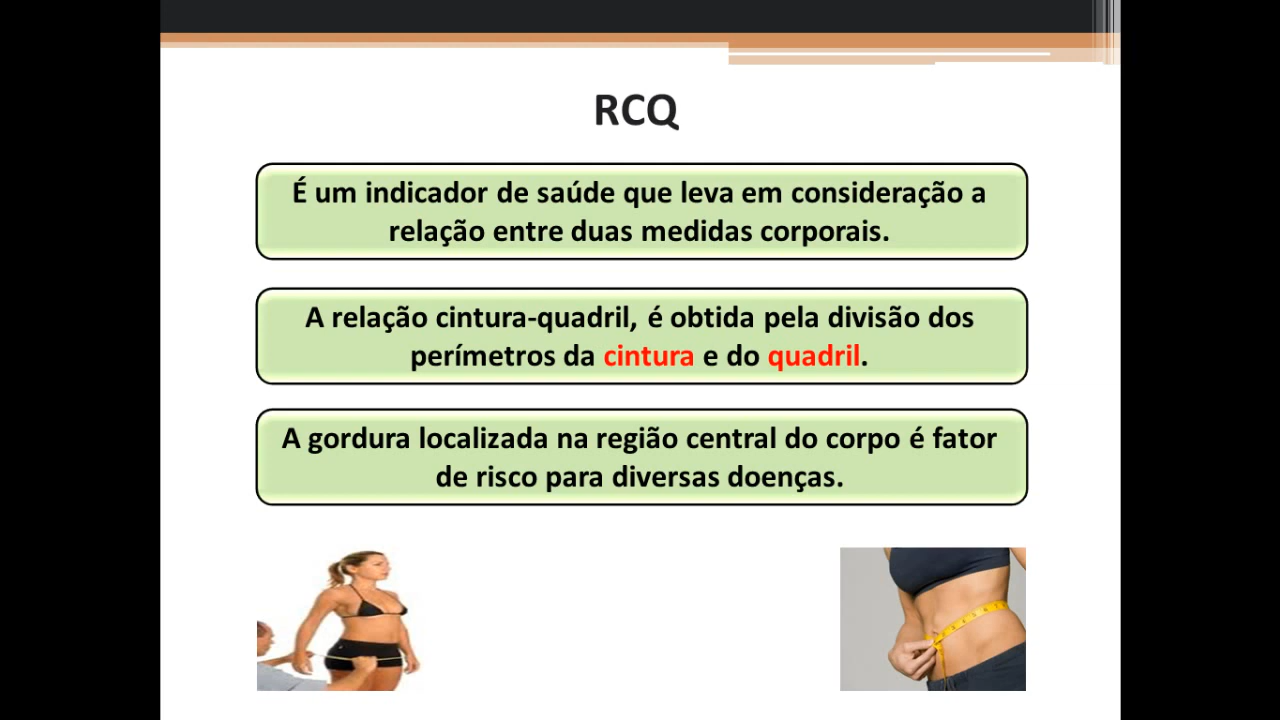 RCQ
É um indicador de saúde que leva em consideração a
relação entre duas medidas corporais.
A relação cintura-quadril, é obtida pela divisão dos
perímetros da cintura e do quadril.
A gordura localizada na região central do corpo é fator
de risco para diversas doenças.